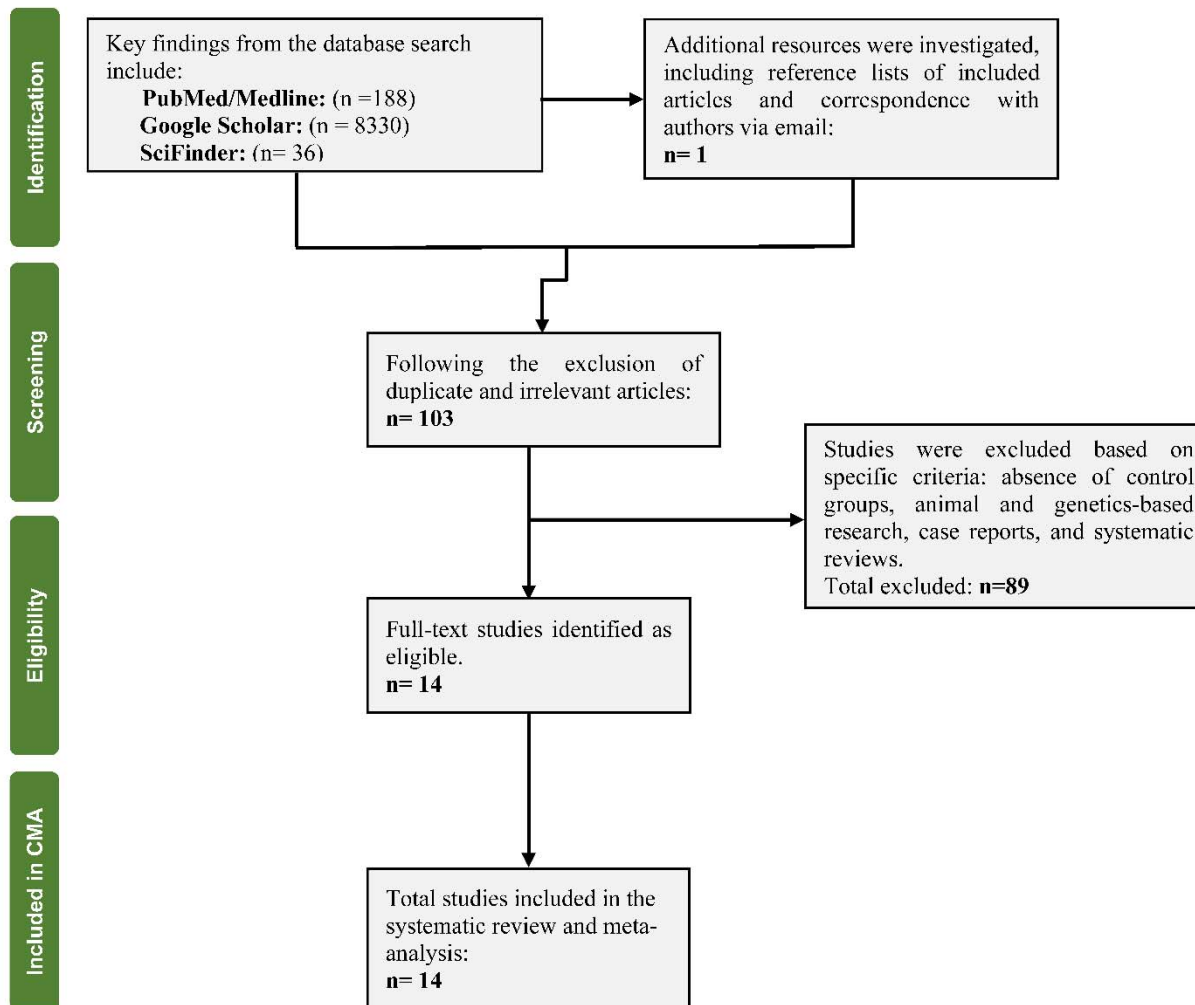 Identification
Key findings from the database search
include:
PubMed/Medline: (n =188)
Google Scholar: (n = 8330)
SciFinder: (n= 36)
Additional resources were investigated,
including reference lists of included
articles and correspondence with
authors via email:
n= 1
Screening
Following the exclusion of
duplicate and irrelevant articles:
n= 103
Studies were excluded based on
specific criteria: absence of control
groups, animal and genetics-based
research, case reports, and systematic
reviews.
Total excluded: n=89
Eligibility
Full-text studies identified as
eligible.
n= 14
Included in CMA
Total studies included in the
systematic review and meta-
analysis:
n= 14